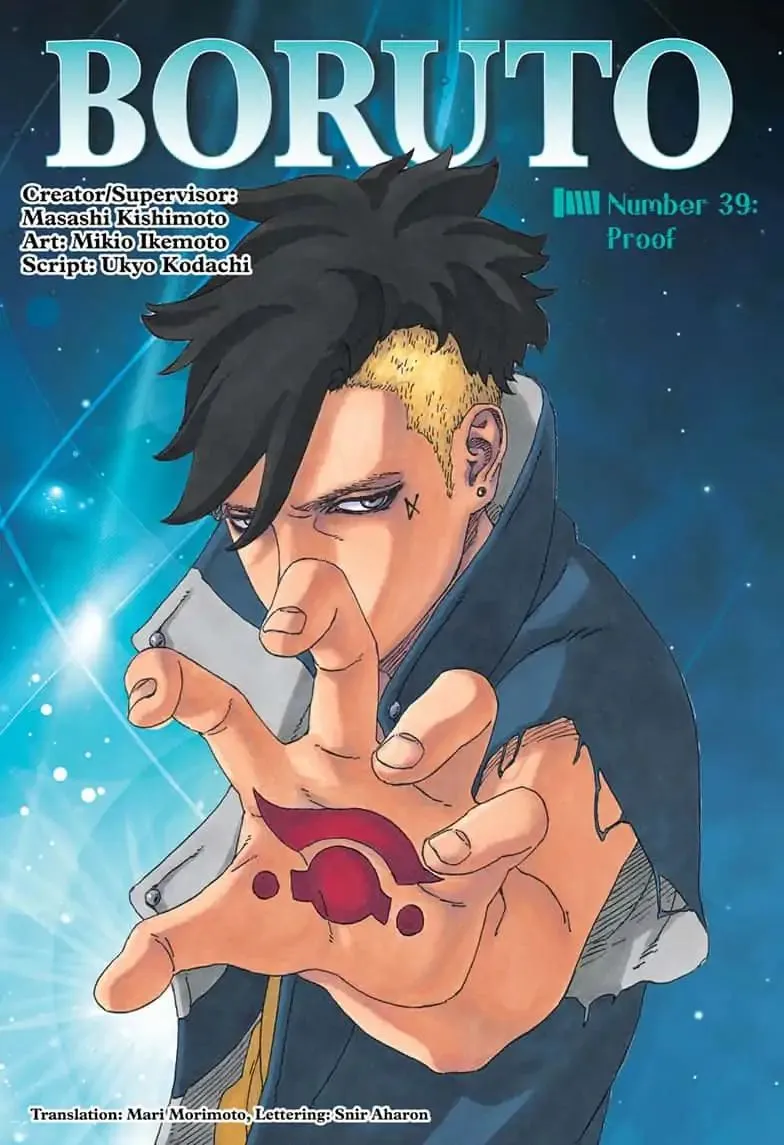 BORUTO
Creator/Supervisor:
Masashi Kishimoto
Art: Mikio Ikemoto
Script: Ukyo Kodachi
Number 39:
Proof
Translation: Mari Morimoto, Lettering: Snir Aharon